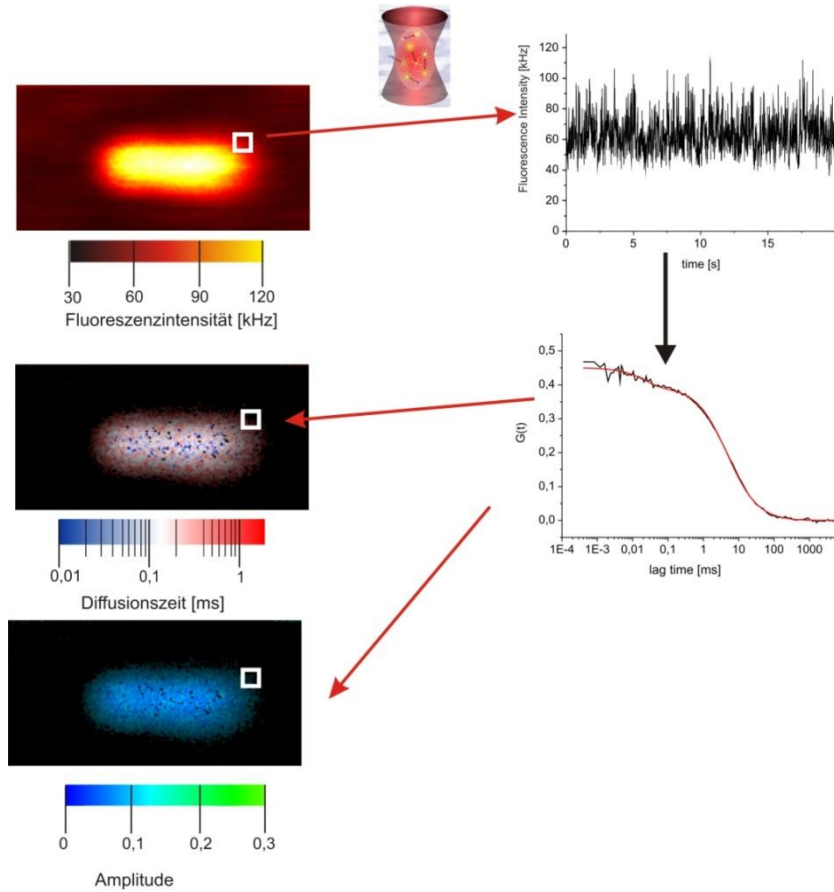 Fluorescence Intensity [kHz]
120
100
80
60
40
20
0
0 5 10 15
time [s]
30 60 90 120
Fluoreszenzintensität [kHz]
G(t)
0,5
0,4
0,3
0,2
0,1
0,0
1E-4 1E-3 0,01 0,1 1 10 100 1000
lag time [ms]
0,01 0,1 1
Diffusionszeit [ms]
0 0,1 0,2 0,3
Amplitude